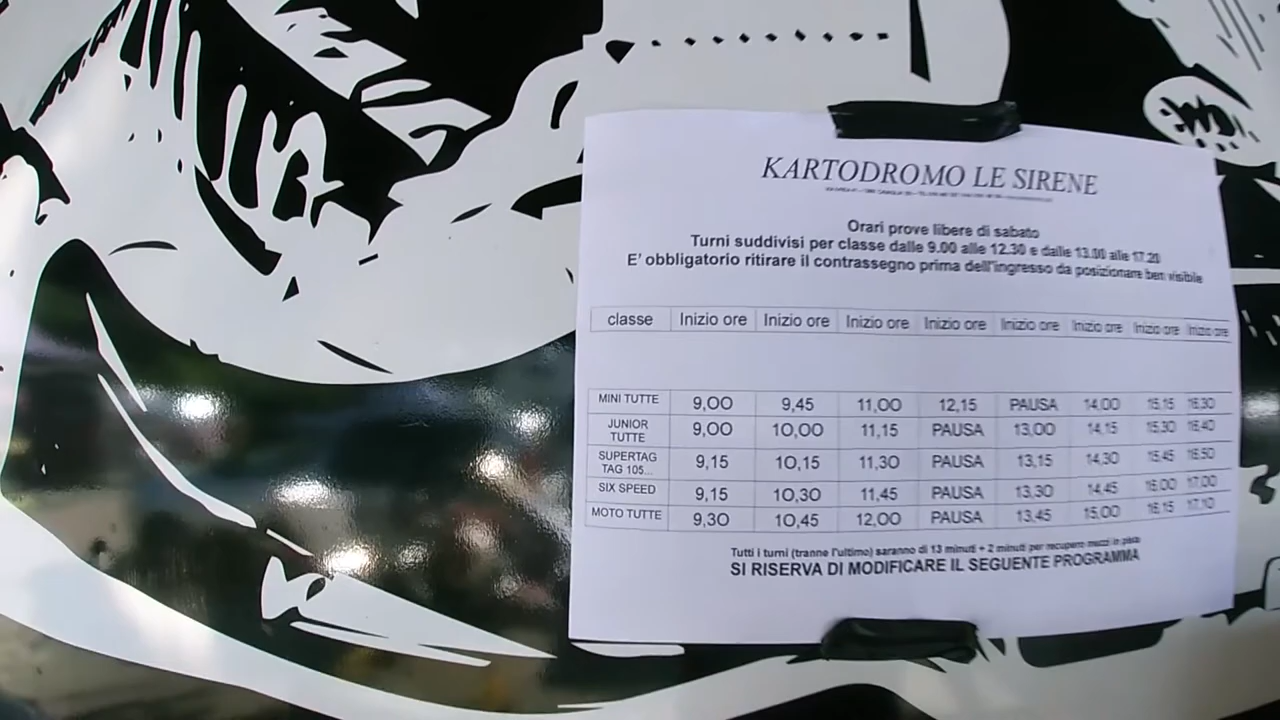 KARTODROMO LE SIRENE
Orari prove libere di sabato
Turni suddivisi per classe dalle 9.00 alle 12.30 e dalle 13.00 alle 17.20
E' obbligatorio ritirare il contrassegno prima dell'ingresso da posizionare ben visibile
classe Inizio ore Inizio ore Inizio ore Inizio ore Inizio ore Inizio ore Inizio ore Inizio ore
MINI TUTTE 9,00 9,45 11,00 12,15 PAUSA 14,00 15,15 16,30
JUNIOR TUTTE 9,00 10,00 11,15 PAUSA 13,00 14,15 15,30 16,40
SUPERTAG TAG 105... 9,15 10,15 11,30 PAUSA 13,15 14,30 15,45 16,50
SIX SPEED 9,15 10,30 11,45 PAUSA 13,30 14,45 16,00 17,00
MOTO TUTTE 9,30 10,45 12,00 PAUSA 13,45 15,00 16,15 17,10
Tutti i turni (tranne l'ultimo) saranno di 13 minuti + 2 minuti per recupero mezzi in pista
SI RISERVA DI MODIFICARE IL SEGUENTE PROGRAMMA